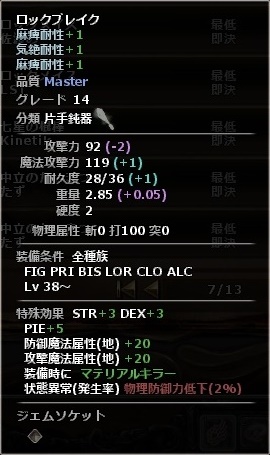 ロックブレイク
麻痺耐性+1
気絶耐性+1
麻痺耐性+1
品質 Master
グレード 14
分類 片手鈍器
攻撃力 92 (-2)
魔法攻撃力 119 (+1)
耐久度 28/36 (+1)
重量 2.85 (+0.05)
硬度 2
物理属性 斬0 打100 突0
装備条件 全種族
FIG PRI BIS LOR CLO ALC
Lv 38～
7/13
特殊効果 STR+3 DEX+3
PIE+5
防御魔法属性(地) +20
攻撃魔法属性(地) +20
装備時に マテリアルキラー
状態異常(発生率) 物理防御力低下(2%)
ジェムソケット